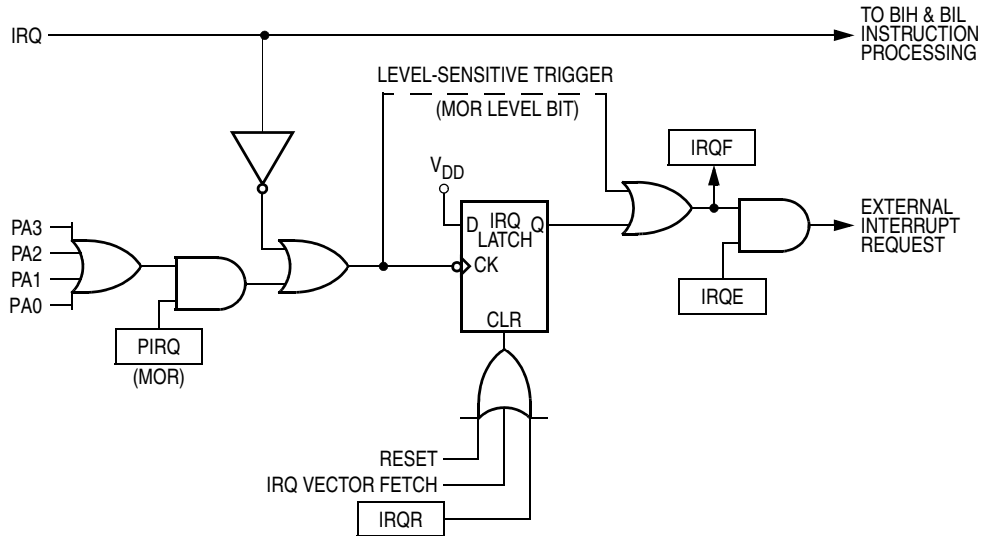 TO BIH & BIL
INSTRUCTION
PROCESSING
IRQ
LEVEL-SENSITIVE TRIGGER
(MOR LEVEL BIT)
IRQF
VDD
PA3
PA2
PA1
PA0
D IRQ Q
LATCH
CK
CLR
EXTERNAL
INTERRUPT
REQUEST
IRQE
PIRQ
(MOR)
RESET
IRQ VECTOR FETCH
IRQR